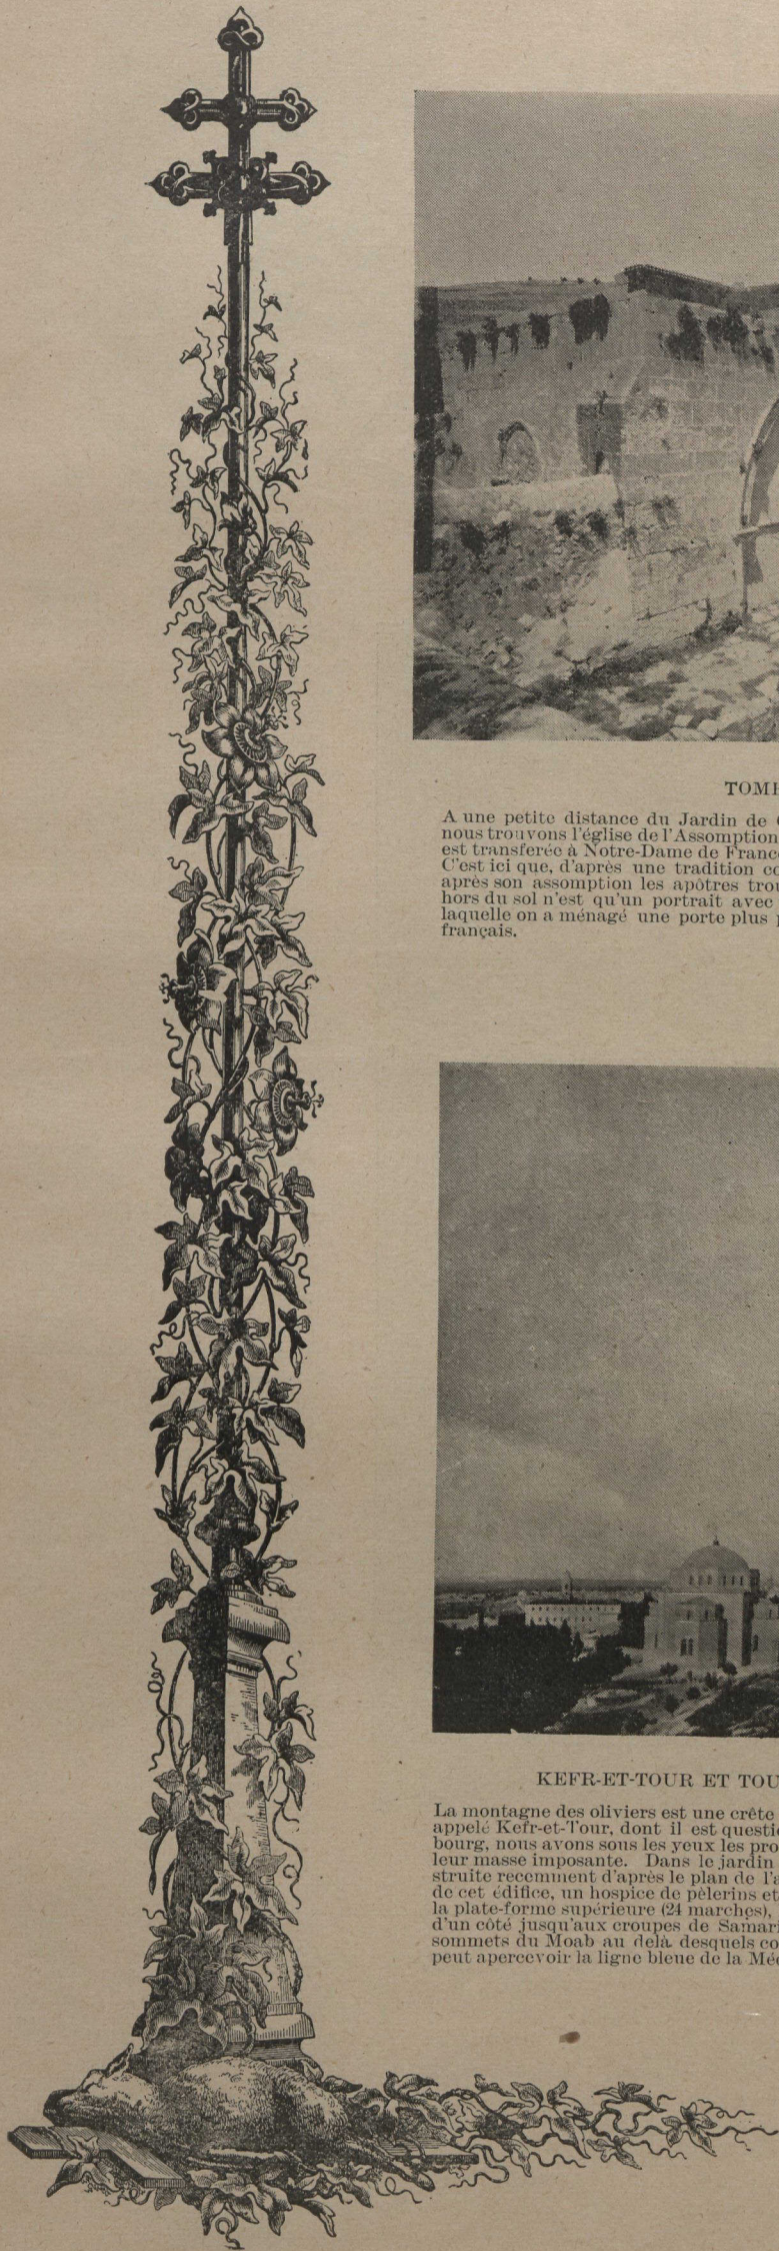 TOM
A une petite distance du Jardin de
nous trouvons l'église de l'Assomption
est transferée à Notre-Dame de France
C'est ici que, d'après une tradition co
après son assomption les apôtres trou
hors du sol n'est qu'un portrait avec
laquelle on a ménagé une porte plus p
français.
KEFR-ET-TOUR ET TOU
La montagne des oliviers est une crête
appelé Kefr-et-Tour, dont il est questi
bourg, nous avons sous les yeux les pro
leur masse imposante. Dans le jardin
struite recemment d'après le plan de l'a
de cet édifice, un hospice de pèlerins et
la plate-forme supérieure (24 marches),
d'un côté jusqu'aux croupes de Samari
sommets du Moab au delà desquels co
peut apercevoir la ligne bleue de la Mé